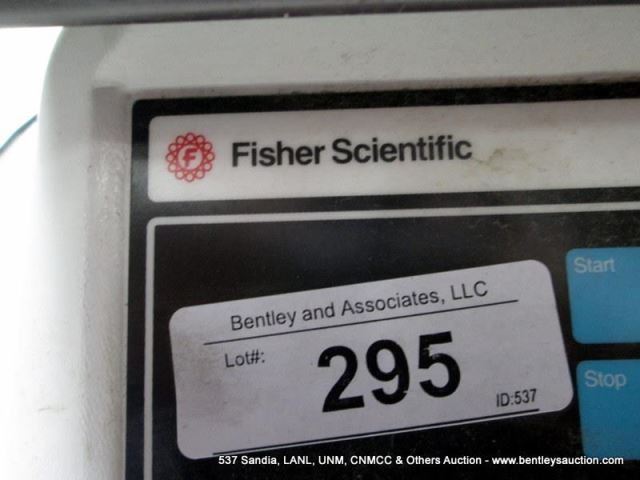 F Fisher Scientific
Start
Bentley and Associates, LLC
Lot#: 295
ID:537
Stop
537 Sandia, LANL, UNM, CNMCC & Others Auction - www.bentleysauction.com